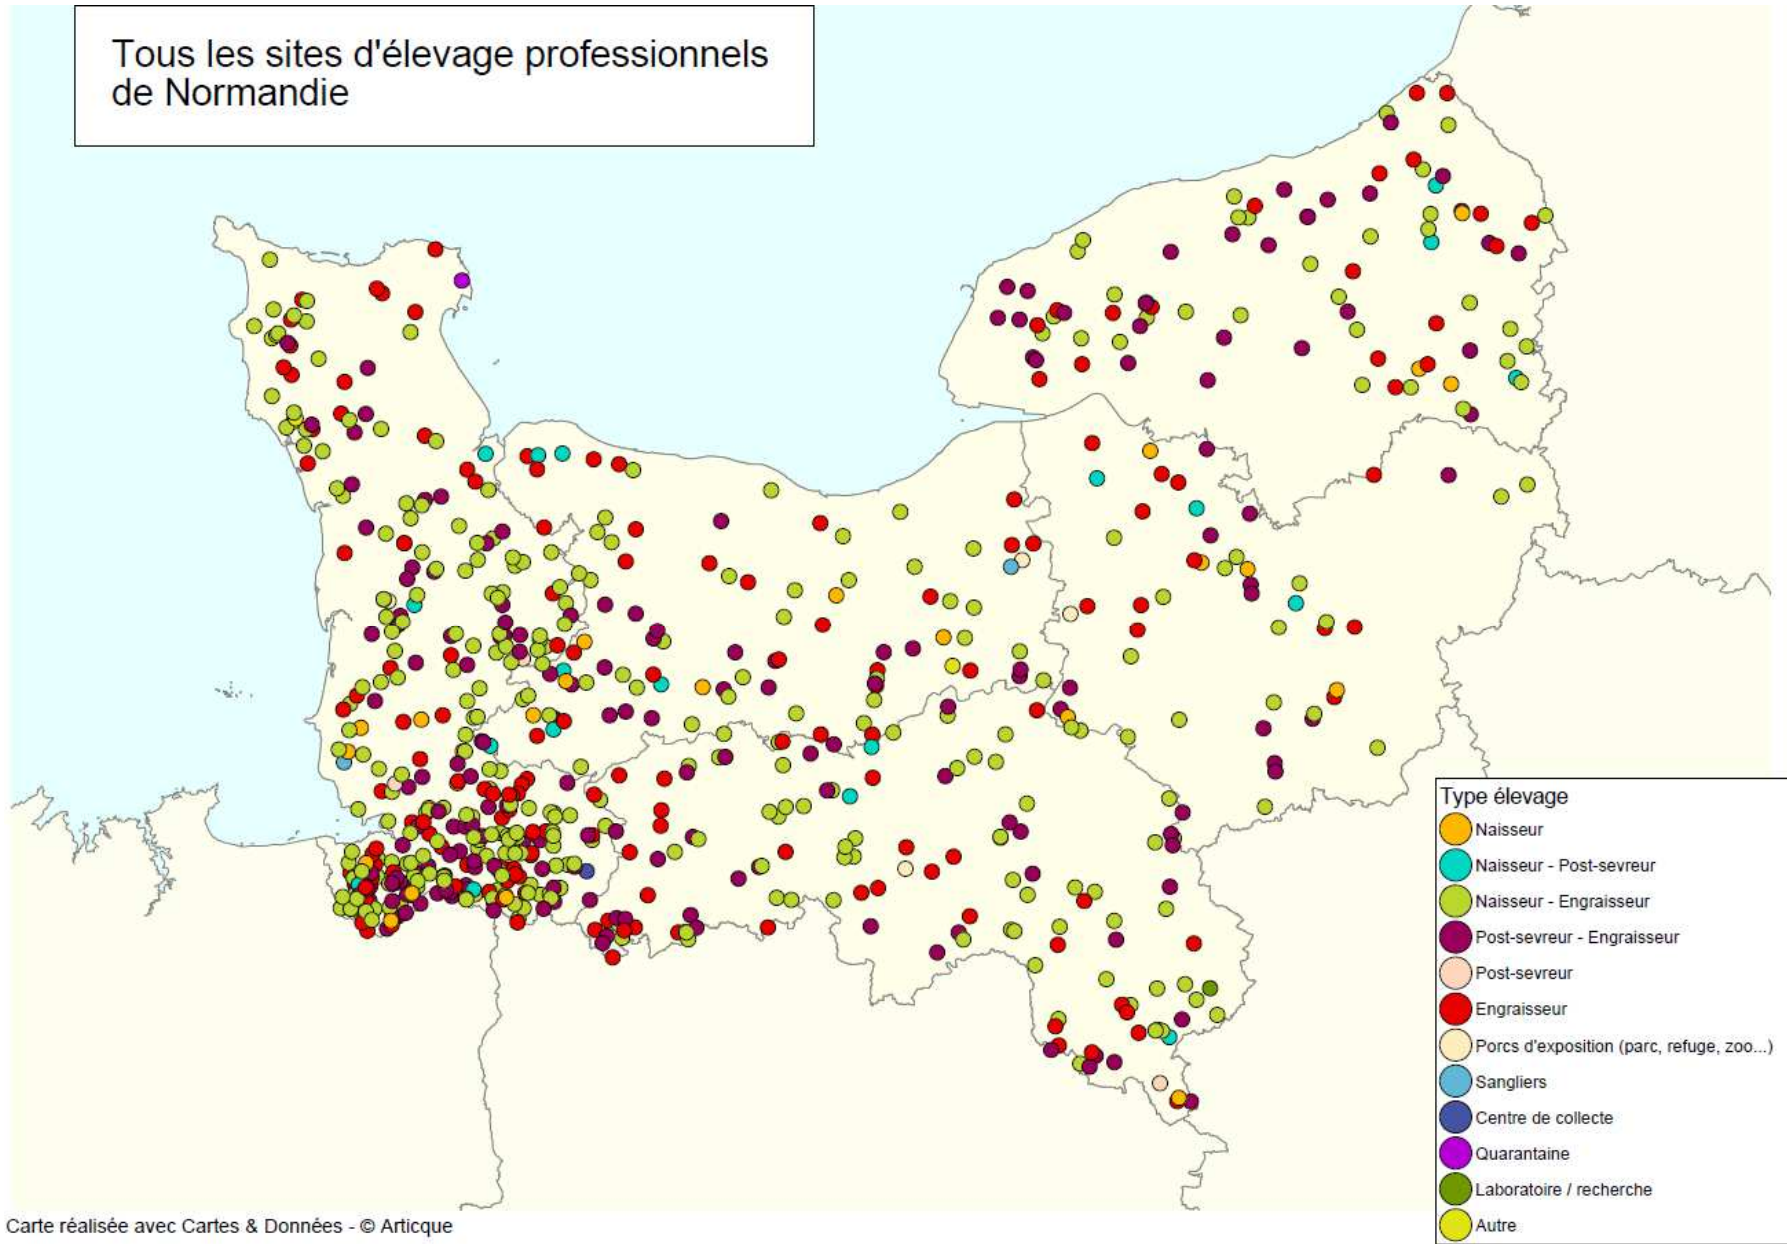 Tous les sites d'élevage professionnels
de Normandie
Type élevage
Naisseur
Naisseur - Post-sevreur
Naisseur - Engraisseur
Post-sevreur - Engraisseur
Post-sevreur
Engraisseur
Porcs d'exposition (parc, refuge, zoo...)
Sangliers
Centre de collecte
Quarantaine
Laboratoire / recherche
Autre
Carte réalisée avec Cartes & Données - © Articque